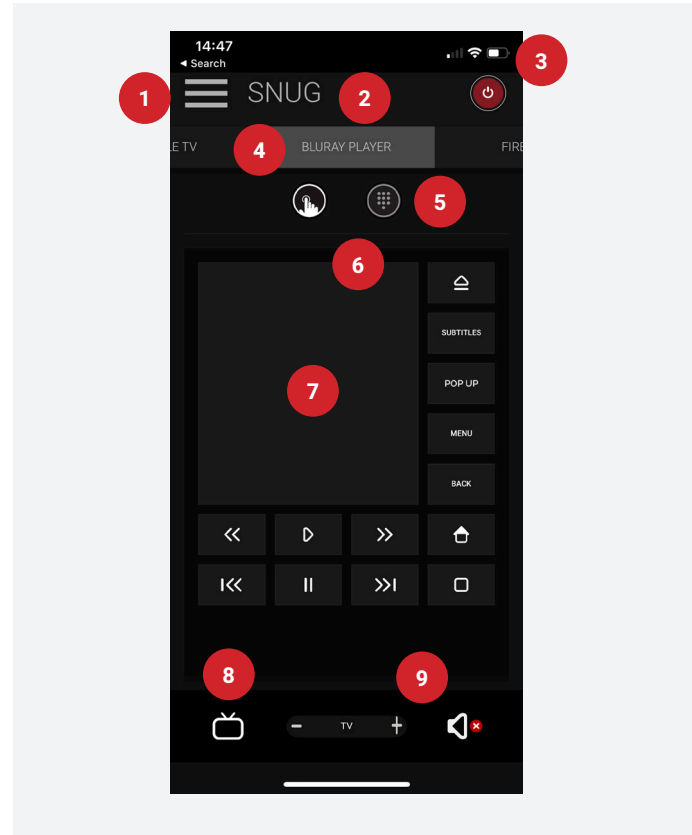 14:47
◄ Search
3
1
SNUG
2
LE TV
4
BLURAY PLAYER
FIRE
5
6
SUBTITLES
7
POP UP
MENU
BACK
8
9
TV